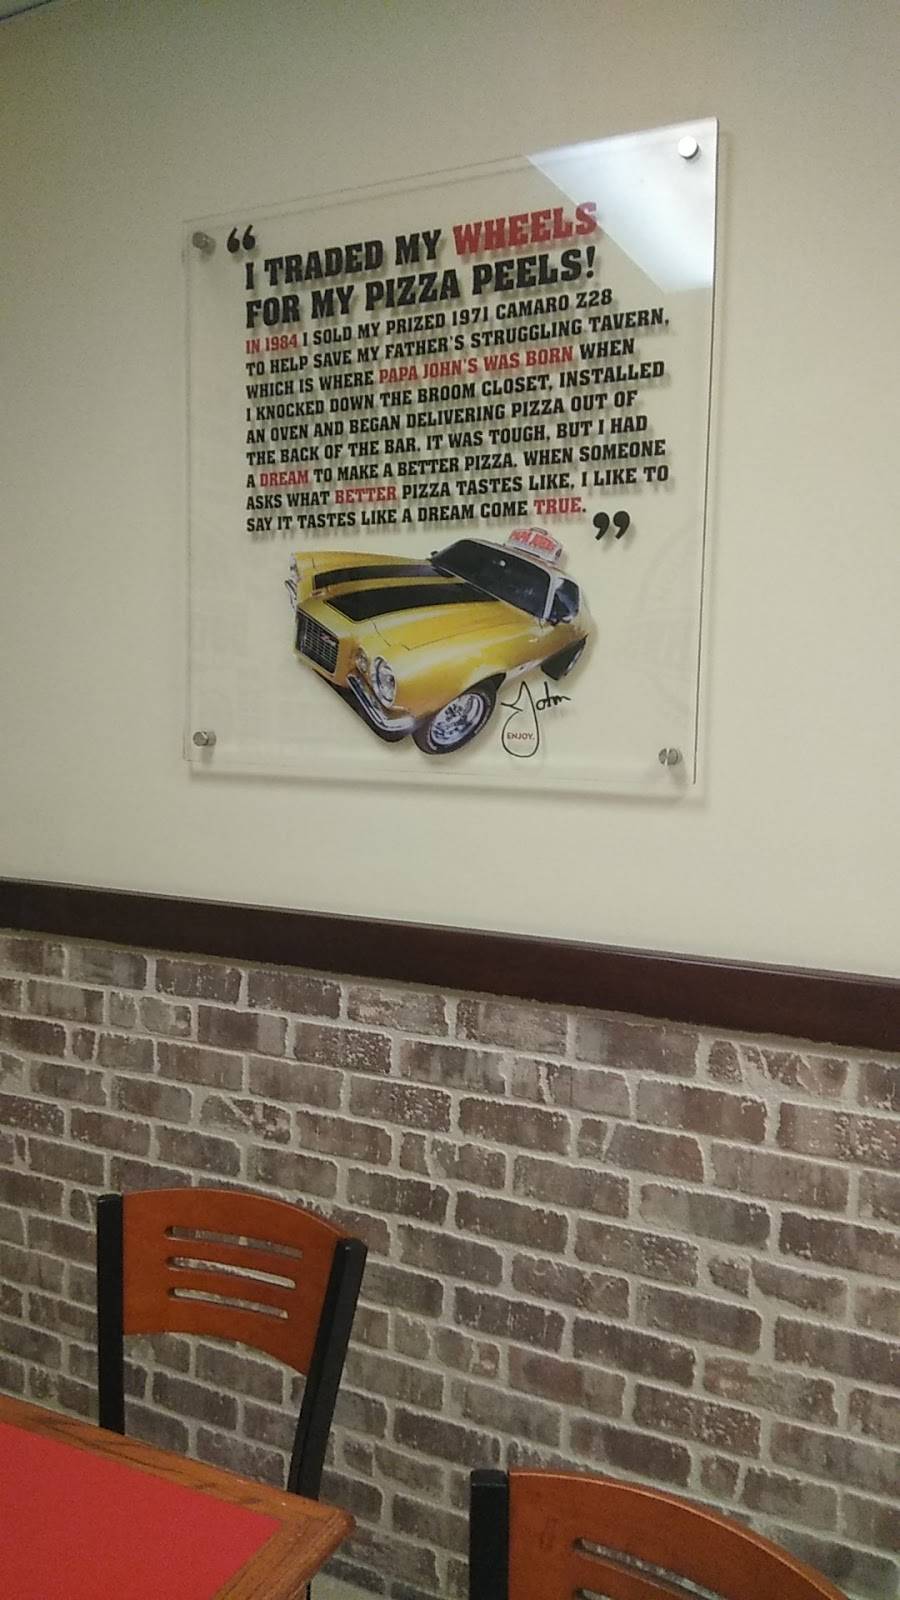 “
I TRADED MY WHEELS
FOR MY PIZZA PEELS!
IN 1984 I SOLD MY PRIZED 1971 CAMARO Z28
TO HELP SAVE MY FATHER'S STRUGGLING TAVERN,
WHICH IS WHERE PAPA JOHN'S WAS BORN WHEN
I KNOCKED DOWN THE BROOM CLOSET, INSTALLED
AN OVEN AND BEGAN DELIVERING PIZZA OUT OF
THE BACK OF THE BAR. IT WAS TOUGH, BUT I HAD
A DREAM TO MAKE A BETTER PIZZA. WHEN SOMEONE
ASKS WHAT BETTER PIZZA TASTES LIKE, I LIKE TO
SAY IT TASTES LIKE A DREAM COME TRUE.
”
PAPA JOHN'S
John
ENJOY.